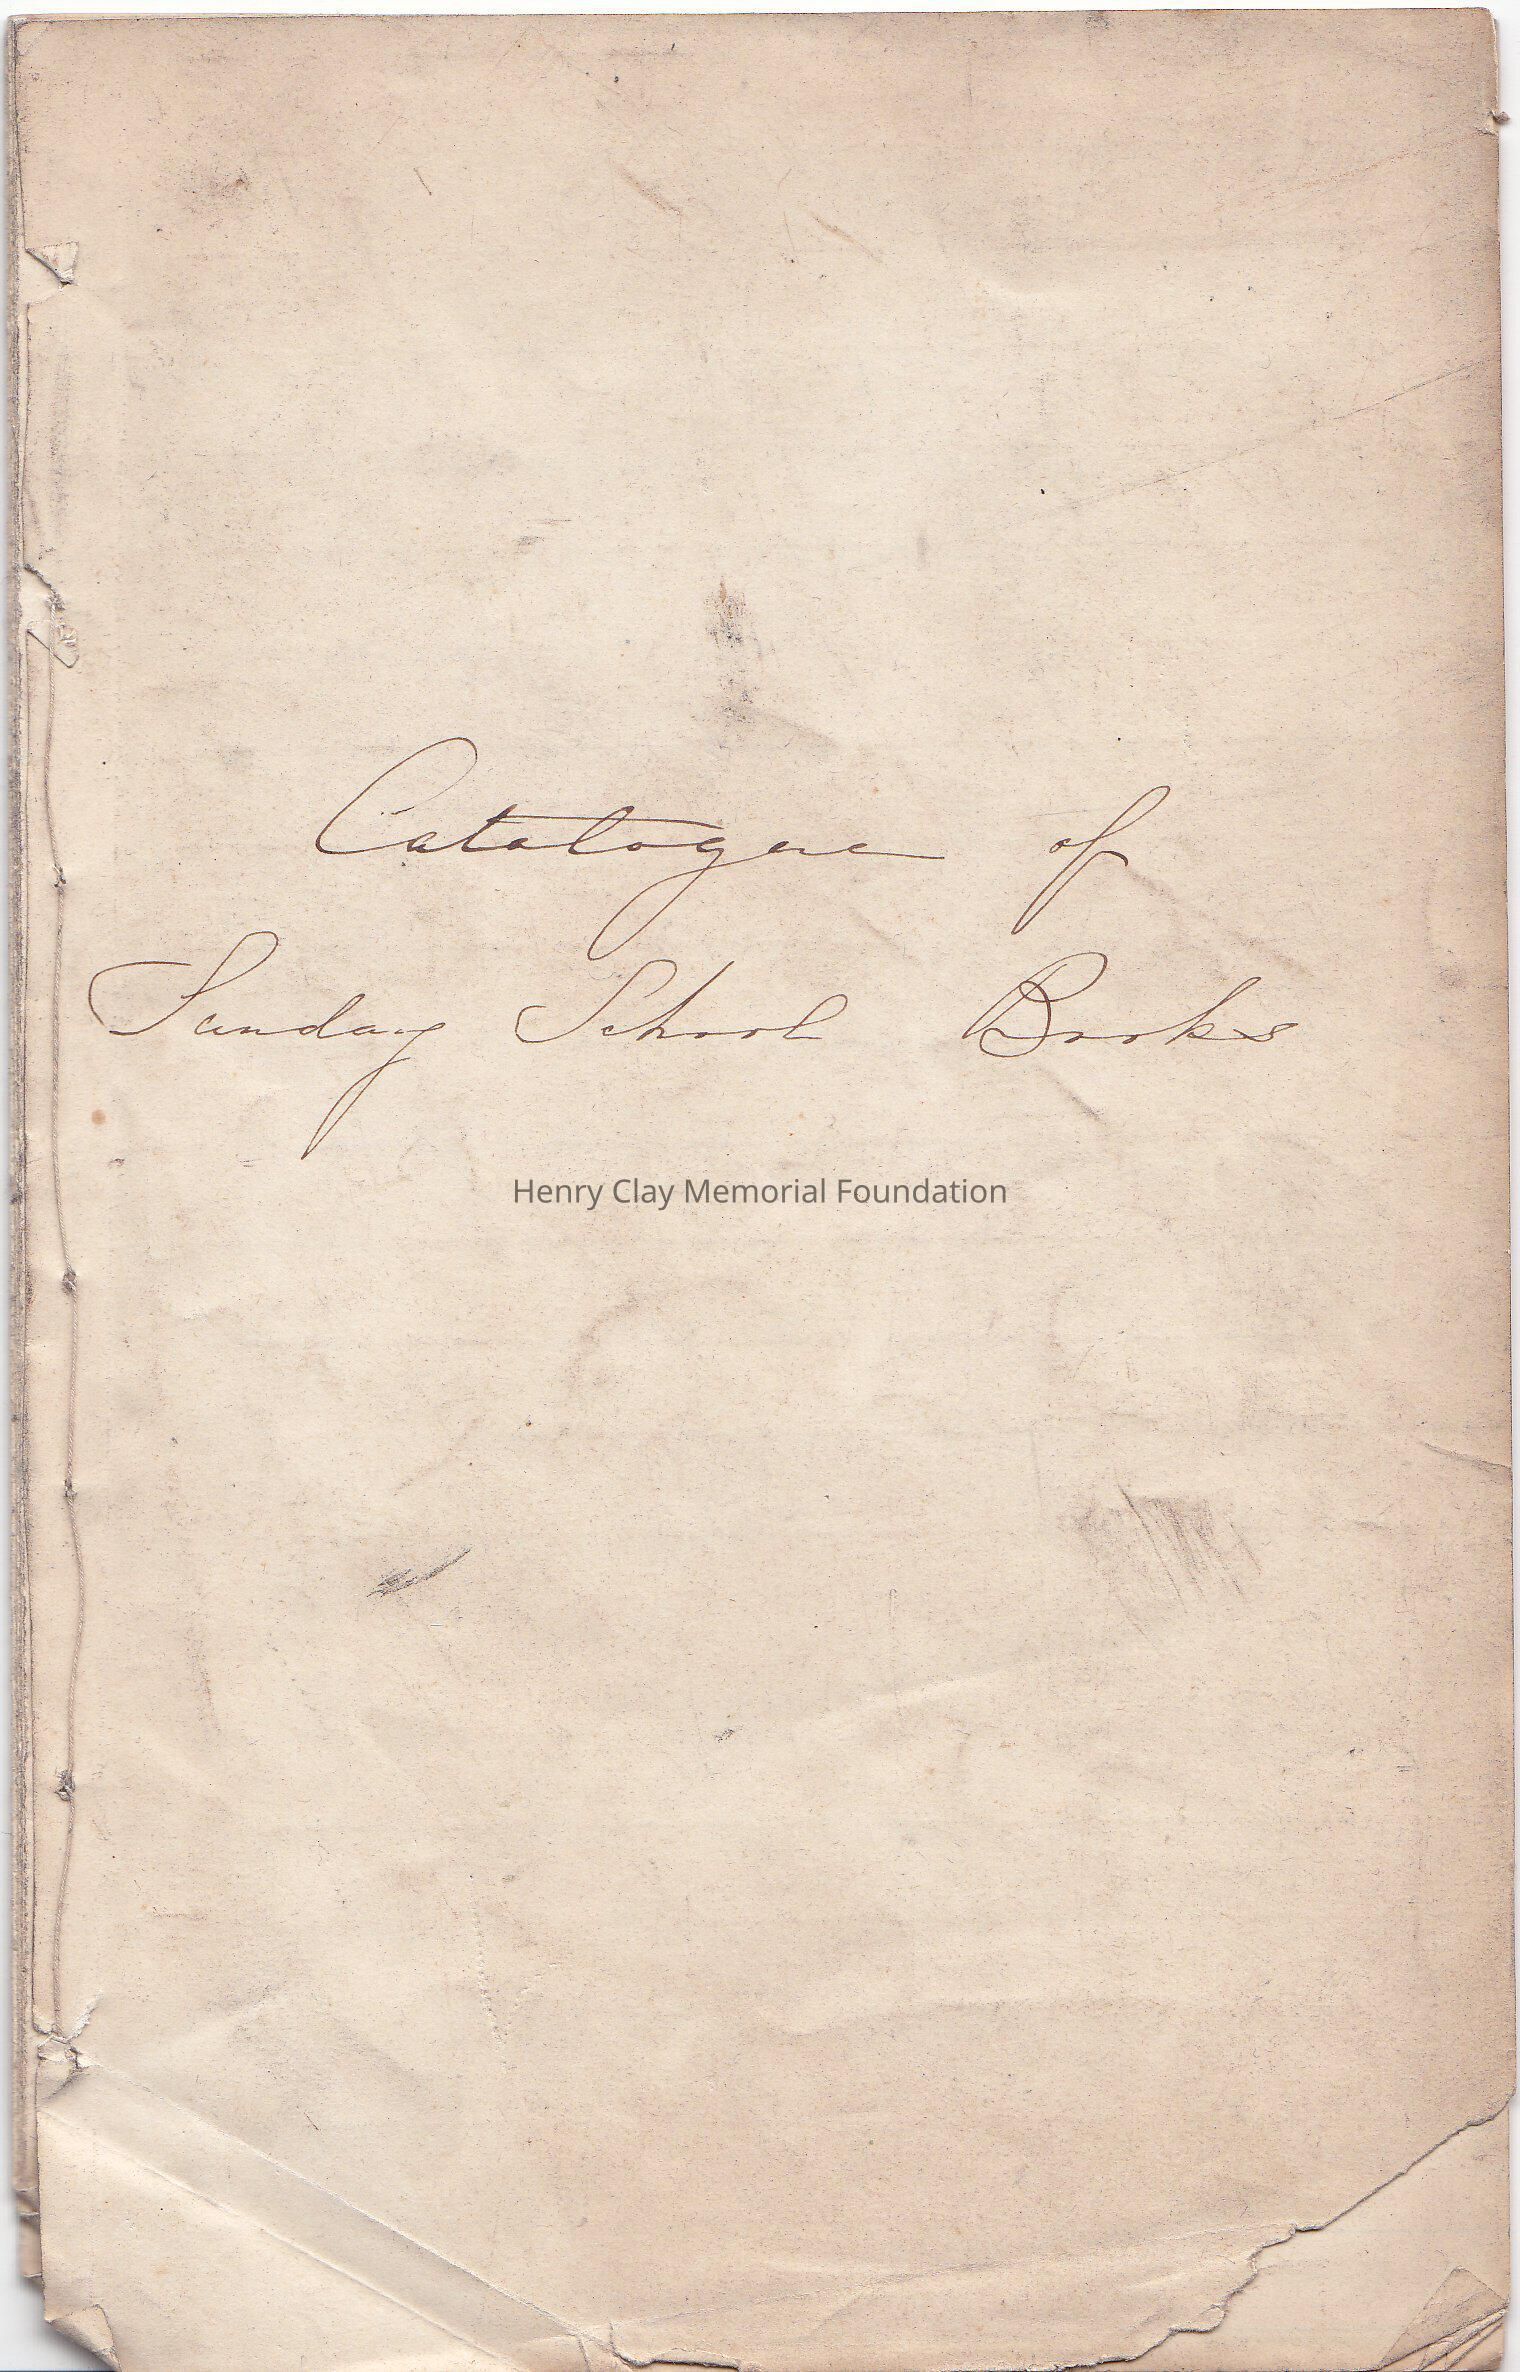 Catalogue of
Sunday School Books
Henry Clay Memorial Foundation